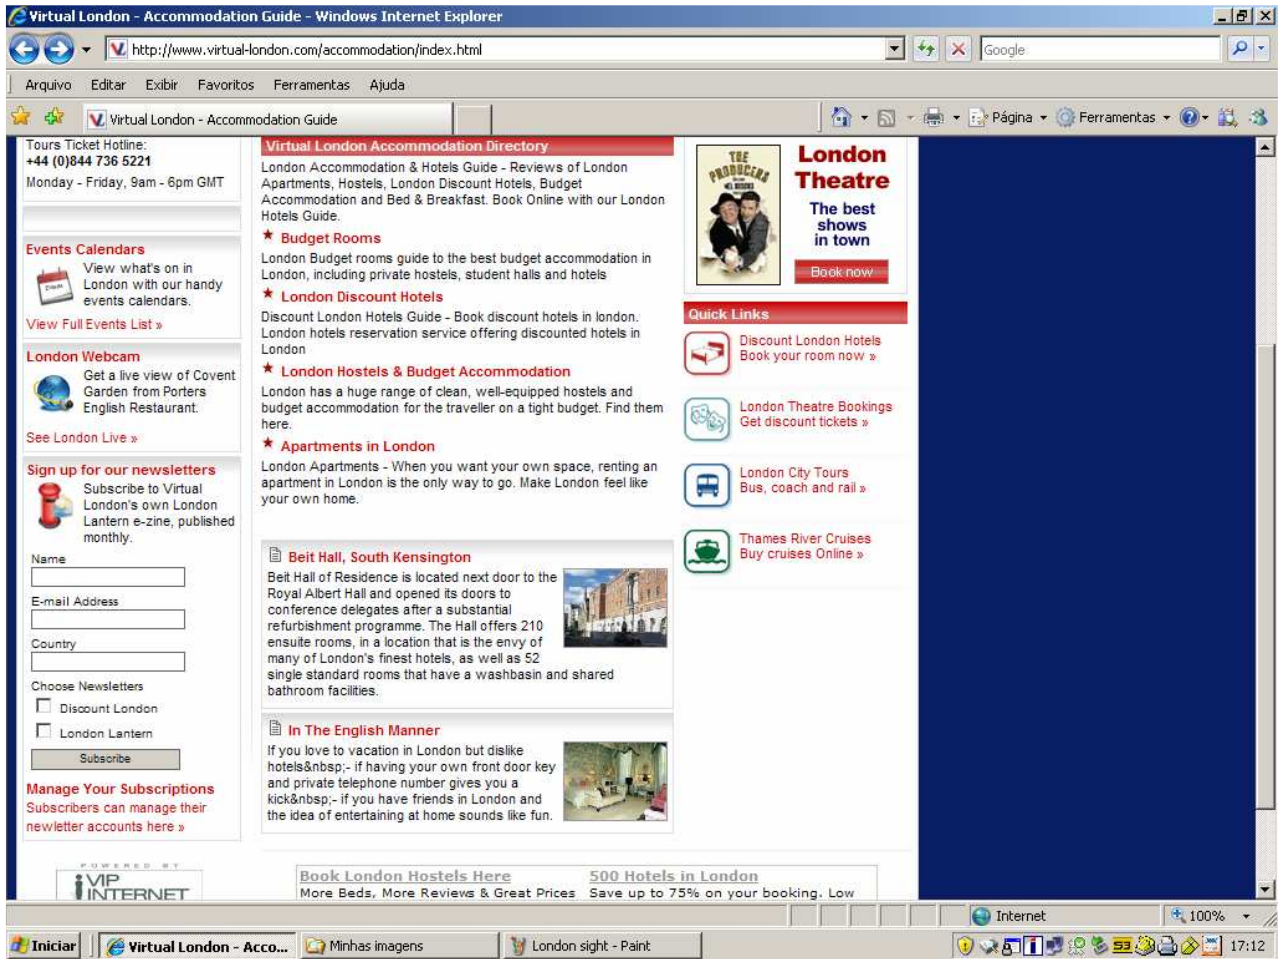 Virtual London - Accommodation Guide - Windows Internet Explorer
http://www.virtual-london.com/accommodation/index.html
Google
Arquivo Editar Exibir Favoritos Ferramentas Ajuda
Virtual London - Accommodation Guide
Página Ferramentas
Tours Ticket Hotline:
+44 (0)844 736 5221
Monday - Friday, 9am - 6pm GMT
Events Calendars
View what's on in
London with our handy
events calendars.
View Full Events List »
London Webcam
Get a live view of Covent
Garden from Porters
English Restaurant.
See London Live »
Sign up for our newsletters
Subscribe to Virtual
London's own London
Lantern e-zine, published
monthly.
Name
E-mail Address
Country
Choose Newsletters
Discount London
London Lantern
Subscribe
Manage Your Subscriptions
Subscribers can manage their
newletter accounts here »
POWERED BY
VIP
INTERNET
Virtual London Accommodation Directory
London Accommodation & Hotels Guide - Reviews of London
Apartments, Hostels, London Discount Hotels, Budget
Accommodation and Bed & Breakfast. Book Online with our London
Hotels Guide.
Budget Rooms
London Budget rooms guide to the best budget accommodation in
London, including private hostels, student halls and hotels
London Discount Hotels
Discount London Hotels Guide - Book discount hotels in london.
London hotels reservation service offering discounted hotels in
London
London Hostels & Budget Accommodation
London has a huge range of clean, well-equipped hostels and
budget accommodation for the traveller on a tight budget. Find them
here.
Apartments in London
London Apartments - When you want your own space, renting an
apartment in London is the only way to go. Make London feel like
your own home.
Beit Hall, South Kensington
Beit Hall of Residence is located next door to the
Royal Albert Hall and opened its doors to
conference delegates after a substantial
refurbishment programme. The Hall offers 210
ensuite rooms, in a location that is the envy of
many of London's finest hotels, as well as 52
single standard rooms that have a washbasin and shared
bathroom facilities.
In The English Manner
If you love to vacation in London but dislike
hotels&nbsp;- if having your own front door key
and private telephone number gives you a
kick&nbsp;- if you have friends in London and
the idea of entertaining at home sounds like fun.
Book London Hostels Here
More Beds, More Reviews & Great Prices
500 Hotels in London
Save up to 75% on your booking. Low
THE
PRODUCERS
London
Theatre
The best
shows
in town
Book now
Quick Links
Discount London Hotels
Book your room now »
London Theatre Bookings
Get discount tickets »
London City Tours
Bus, coach and rail »
Thames River Cruises
Buy cruises Online »
Internet
100%
Iniciar
Virtual London - Acco...
Minhas imagens
London sight - Paint
53
17:12